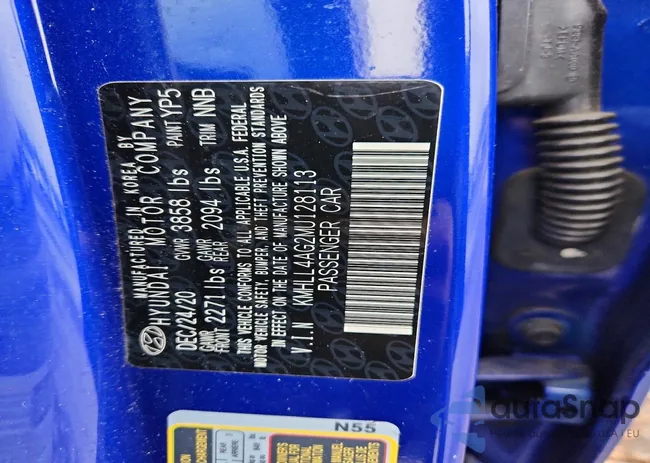 MANUFACTURED IN KOREA BY
HYUNDAI MOTOR COMPANY
DEC/24/20 GVWR 3858 lbs PAINT YP5
GAWR FRONT 2271 lbs GAWR REAR 2094 lbs TRIM NNB
THIS VEHICLE CONFORMS TO ALL APPLICABLE U.S.A. FEDERAL
MOTOR VEHICLE SAFETY, BUMPER, AND THEFT PREVENTION STANDARDS
IN EFFECT ON THE DATE OF MANUFACTURE SHOWN ABOVE
V.I.N KMHLL4AG2MU128113
PASSENGER CAR
N55
REAR
autoSnap